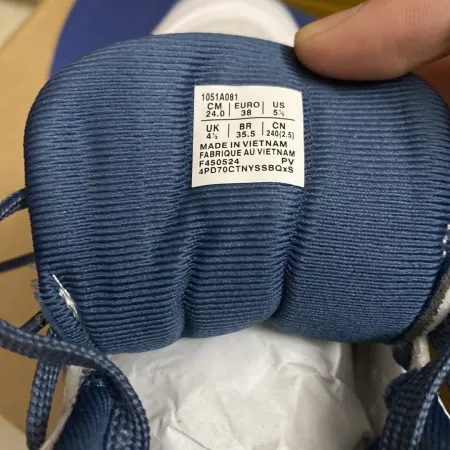 1051A081
CM EURO US
24.0 38 5½
UK BR CN
4½ 35.5 240(2.5)
MADE IN VIETNAM
FABRIQUE AU VIETNAM
F450524 PV
4PD70CTNYSSBQxS